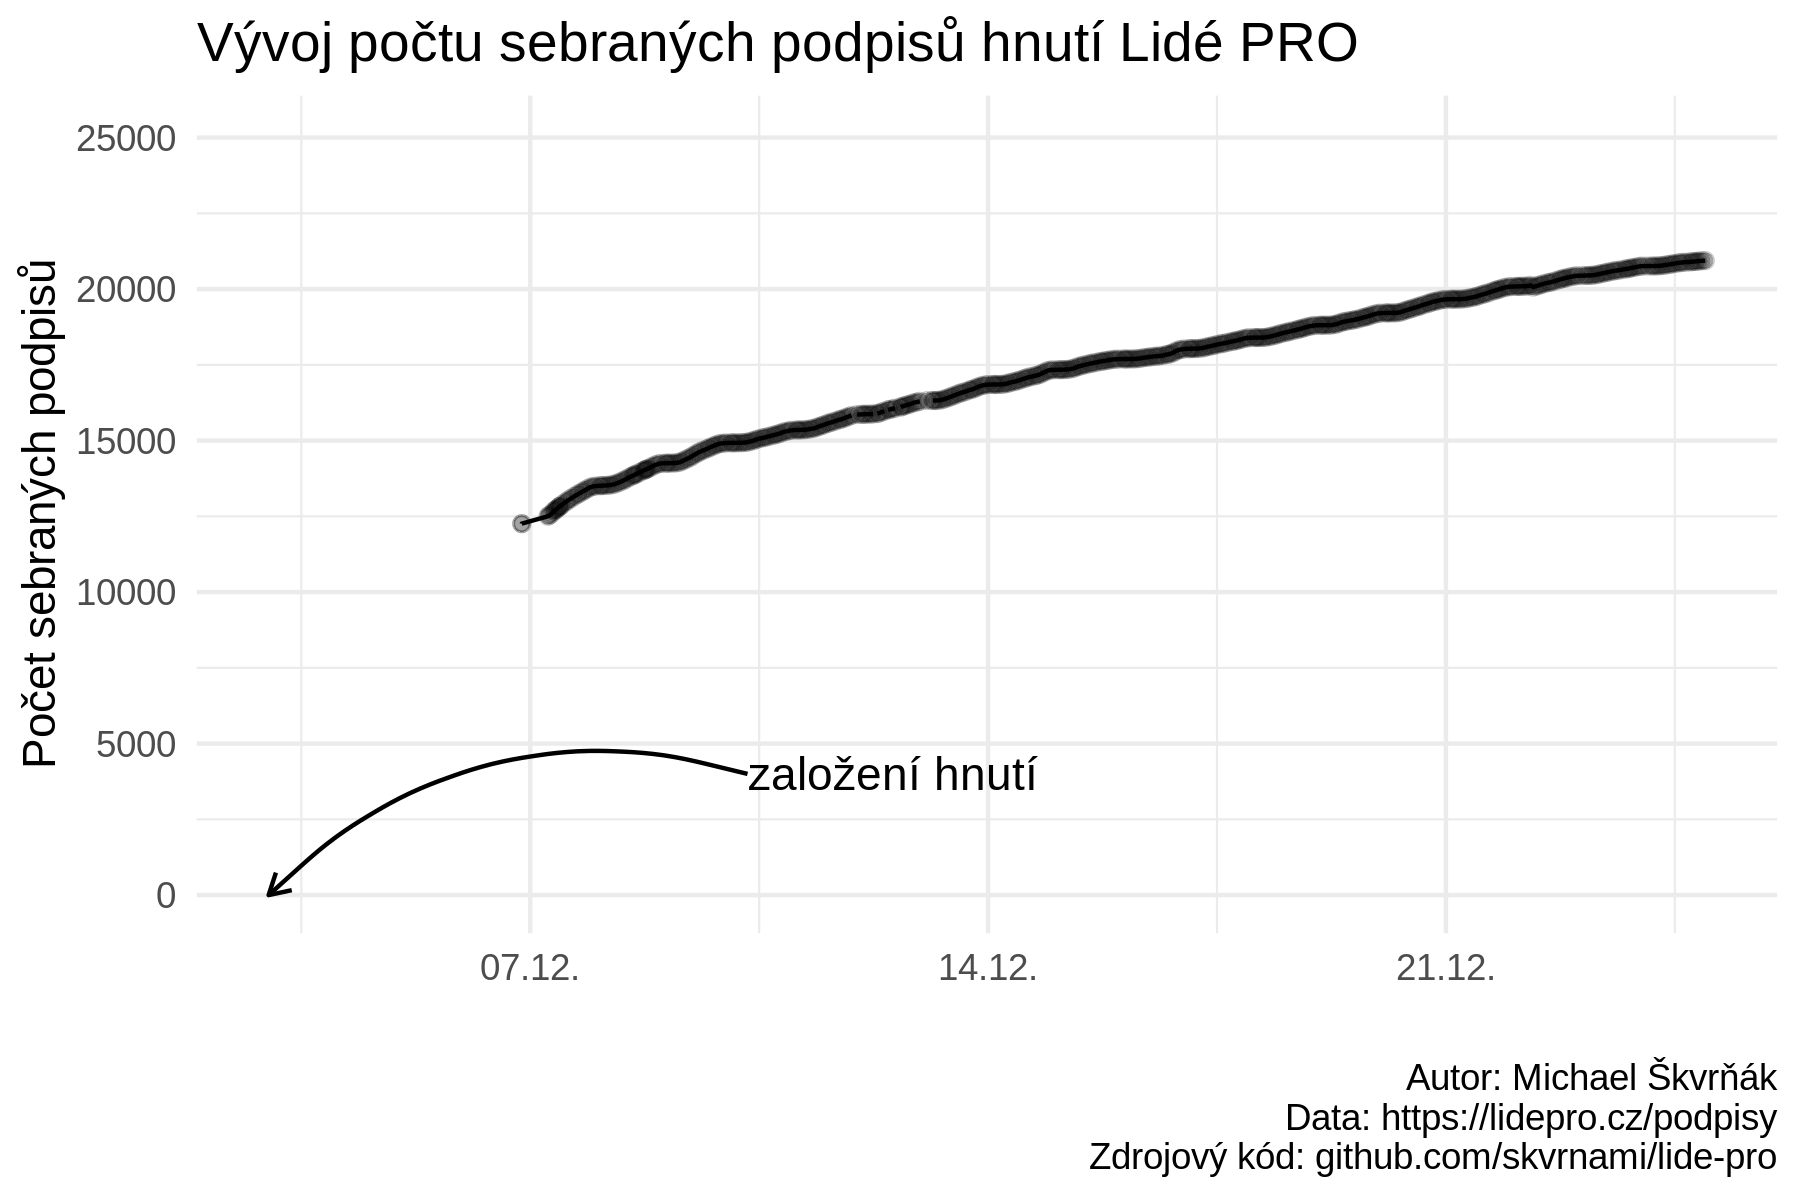 Vývoj počtu sebraných podpisů hnutí Lidé PRO
Počet sebraných podpisů
25000
20000
15000
10000
5000
0
založení hnutí
07.12.
14.12.
21.12.
Autor: Michael Škvrňák
Data: https://lidepro.cz/podpisy
Zdrojový kód: github.com/skvrnami/lide-pro